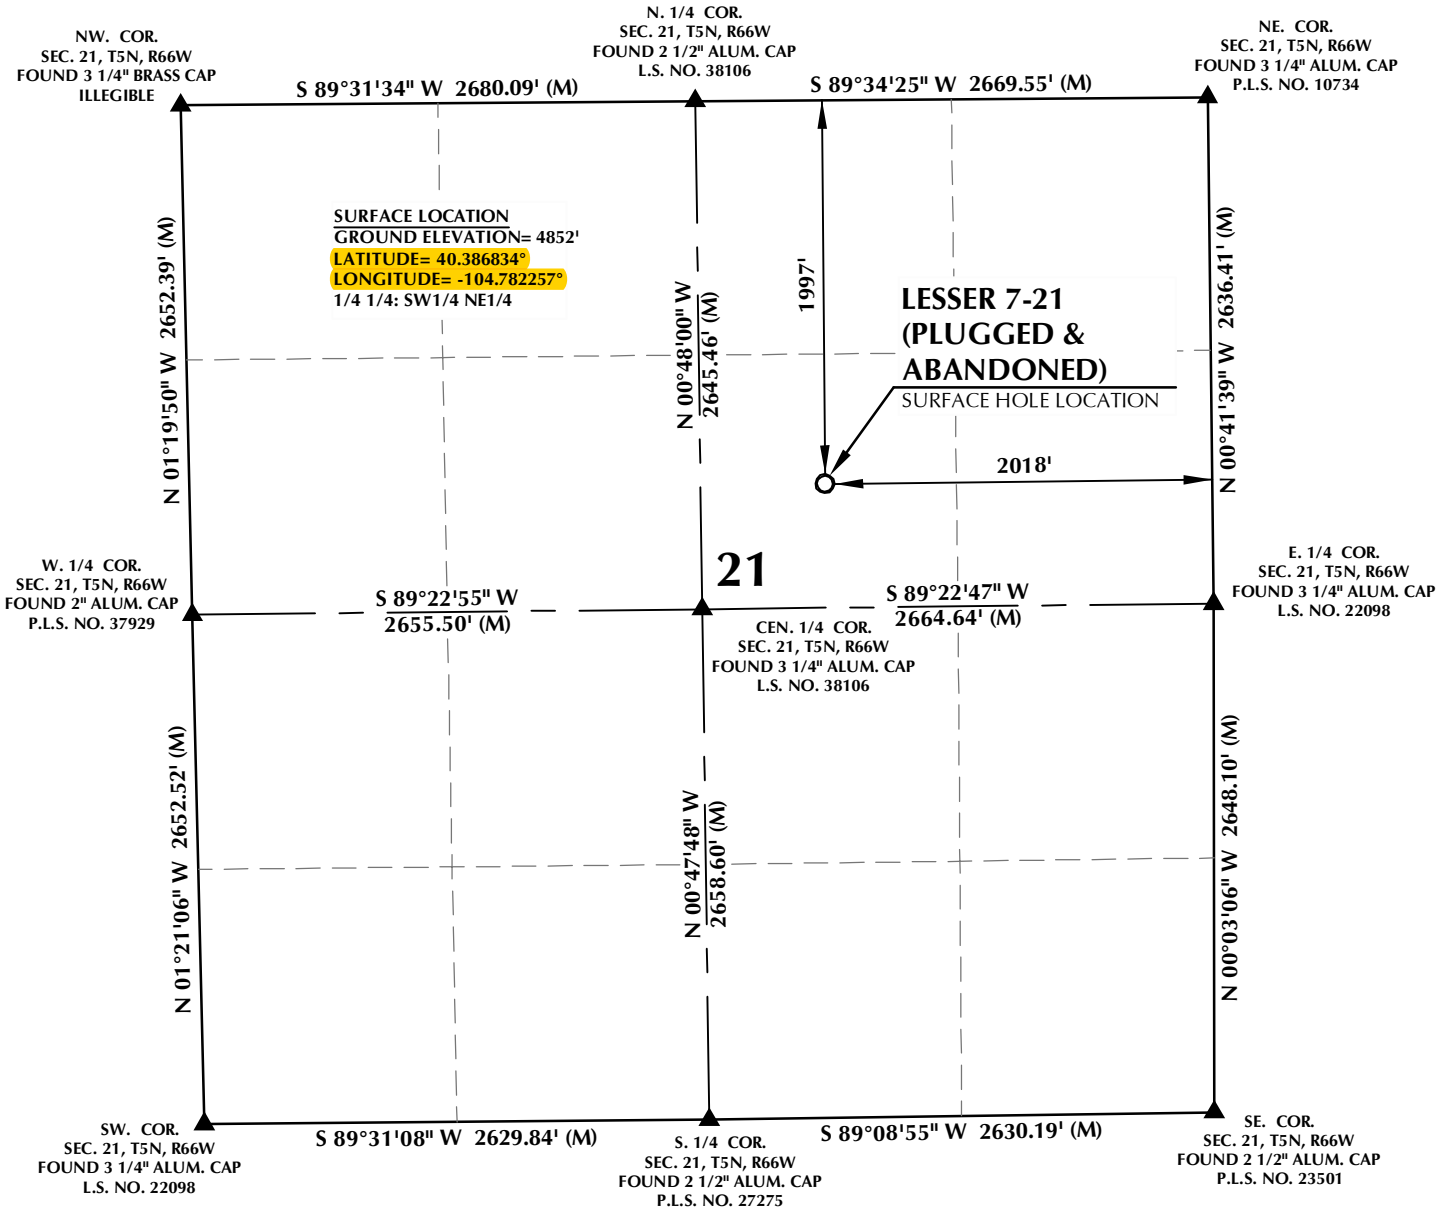 NW. COR.
SEC. 21, T5N, R66W
FOUND 3 1/4" BRASS CAP
ILLEGIBLE
N. 1/4 COR.
SEC. 21, T5N, R66W
FOUND 2 1/2" ALUM. CAP
L.S. NO. 38106
NE. COR.
SEC. 21, T5N, R66W
FOUND 3 1/4" ALUM. CAP
P.L.S. NO. 10734
S 89°31'34" W 2680.09' (M)
S 89°34'25" W 2669.55' (M)
SURFACE LOCATION
GROUND ELEVATION= 4852'
LATITUDE= 40.386834°
LONGITUDE= -104.782257°
1/4 1/4: SW1/4 NE1/4
N 01°19'50" W 2652.39' (M)
N 00°48'00" W
2645.46' (M)
1997'
LESSER 7-21
(PLUGGED &
ABANDONED)
SURFACE HOLE LOCATION
N 00°41'39" W 2636.41' (M)
2018'
W. 1/4 COR.
SEC. 21, T5N, R66W
FOUND 2" ALUM. CAP
P.L.S. NO. 37929
S 89°22'55" W
2655.50' (M)
21
S 89°22'47" W
2664.64' (M)
E. 1/4 COR.
SEC. 21, T5N, R66W
FOUND 3 1/4" ALUM. CAP
L.S. NO. 22098
CEN. 1/4 COR.
SEC. 21, T5N, R66W
FOUND 3 1/4" ALUM. CAP
L.S. NO. 38106
N 01°21'06" W 2652.52' (M)
N 00°47'48" W
2658.60' (M)
N 00°03'06" W 2648.10' (M)
SW. COR.
SEC. 21, T5N, R66W
FOUND 3 1/4" ALUM. CAP
L.S. NO. 22098
S 89°31'08" W 2629.84' (M)
S. 1/4 COR.
SEC. 21, T5N, R66W
FOUND 2 1/2" ALUM. CAP
P.L.S. NO. 27275
S 89°08'55" W 2630.19' (M)
SE. COR.
SEC. 21, T5N, R66W
FOUND 2 1/2" ALUM. CAP
P.L.S. NO. 23501